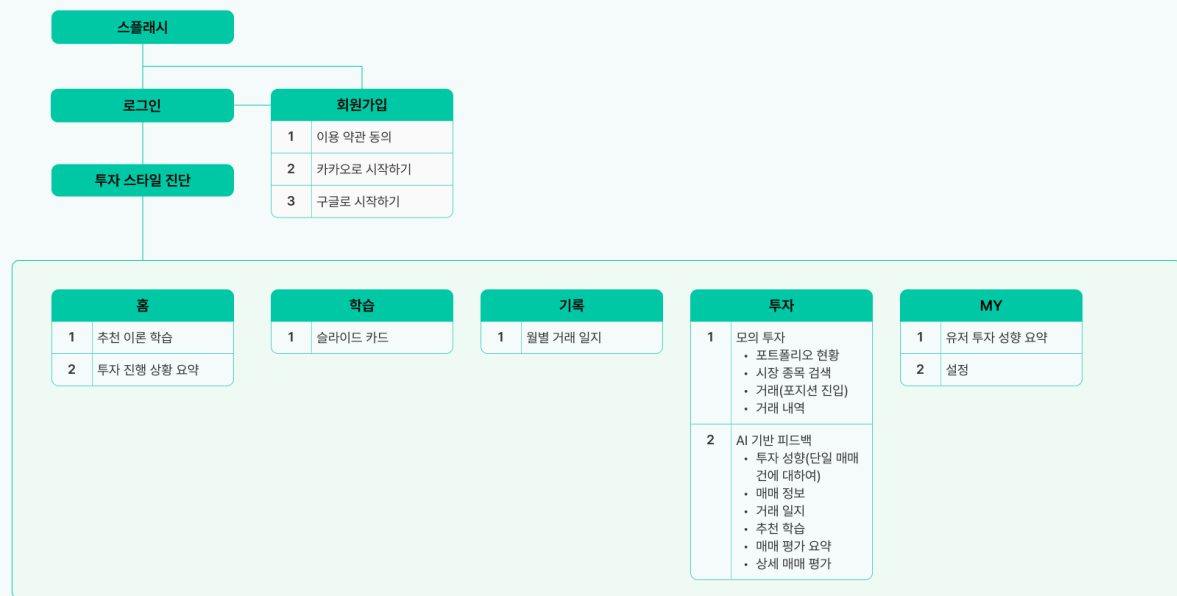 스플래시
로그인
회원가입
1 이용 약관 동의
2 카카오로 시작하기
3 구글로 시작하기
투자 스타일 진단
홈
1 추천 이론 학습
2 투자 진행 상황 요약
학습
1 슬라이드 카드
기록
1 월별 거래 일지
투자
1 모의 투자
• 포트폴리오 현황
• 시장 종목 검색
• 거래(포지션 진입)
• 거래 내역
2 AI 기반 피드백
• 투자 성향(단일 매매
건에 대하여)
• 매매 정보
• 거래 일지
• 추천 학습
• 매매 평가 요약
• 상세 매매 평가
MY
1 유저 투자 성향 요약
2 설정